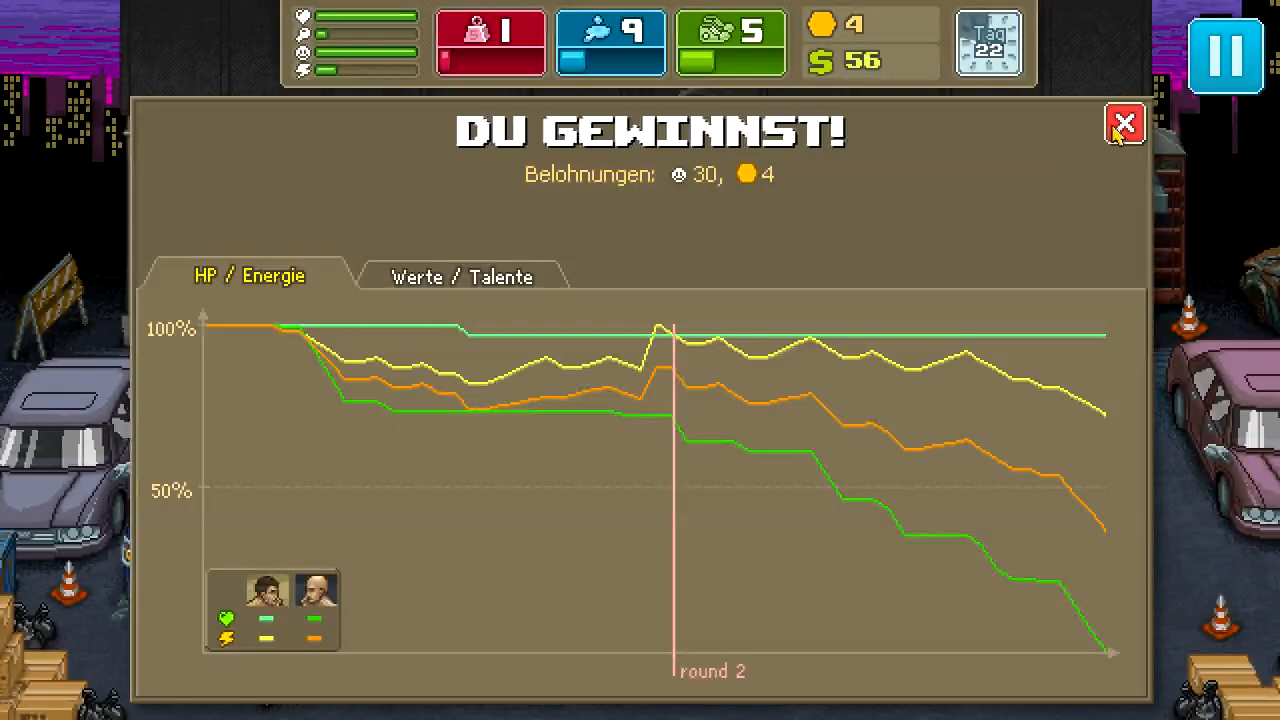 1
9
5
4
$ 56
Tag
22
DU GEWINNST!
Belohnungen: 30, 4
HP / Energie
Werte / Talente
100%
50%
round 2